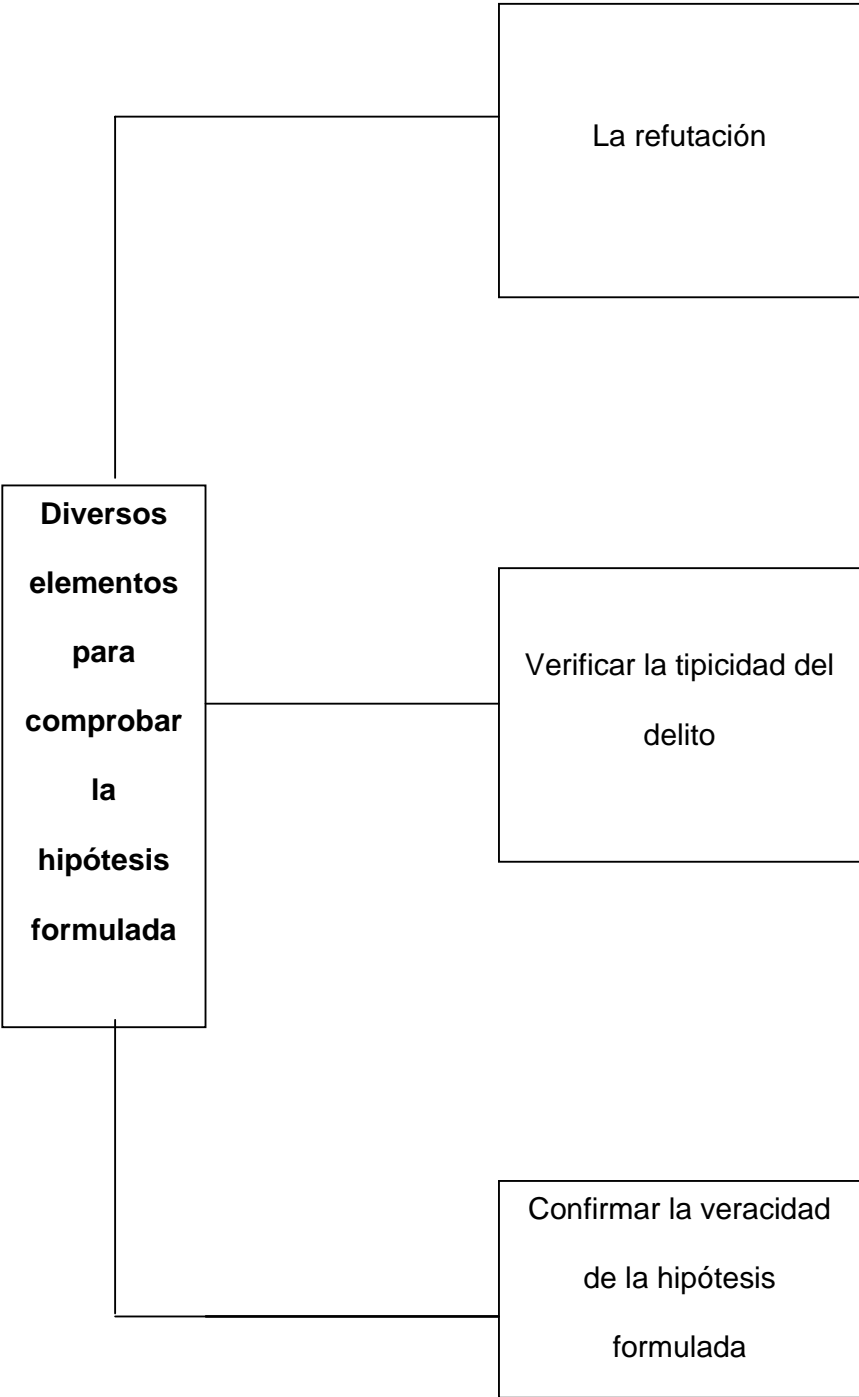 La refutación
Diversos
elementos
para
comprobar
la
hipótesis
formulada
Verificar la tipicidad del
delito
Confirmar la veracidad
de la hipótesis
formulada